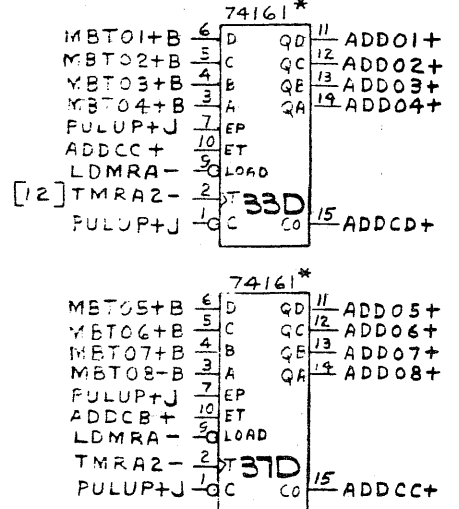 74161*
MBT01+B 6 D QD 11 ADD01+
MBT02+B 5 C QC 12 ADD02+
MBT03+B 4 B QB 13 ADD03+
MBT04+B 3 A QA 14 ADD04+
PULUP+J 7 EP
ADDCC+ 10 ET
LDMRA- 9 LOAD
[12] TMRA2- 2 T 33D
PULUP+J 1 C CO 15 ADDCD+
74161*
MBT05+B 6 D QD 11 ADD05+
MBT06+B 5 C QC 12 ADD06+
MBT07+B 4 B QB 13 ADD07+
MBT08-B 3 A QA 14 ADD08+
PULUP+J 7 EP
ADDCB+ 10 ET
LDMRA- 9 LOAD
TMRA2- 2 T 37D
PULUP+J 1 C CO 15 ADDCC+